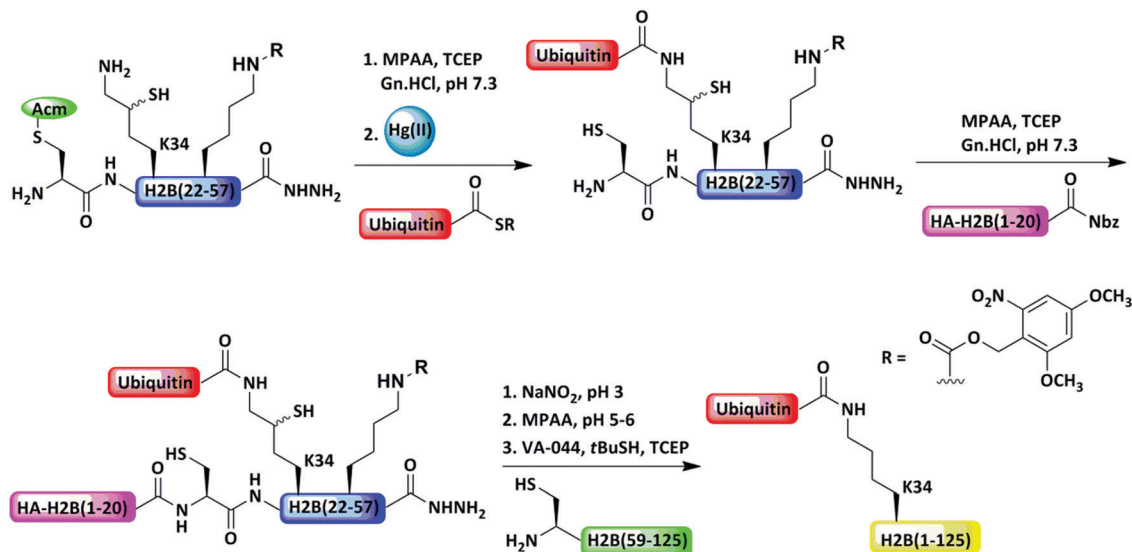 Acm
S
NH₂
SH
HN
R
K34
H₂N
O
H
N
H2B(22-57)
O
NHNH₂
1. MPAA, TCEP
Gn.HCl, pH 7.3
2. Hg(II)
Ubiquitin
O
SR
Ubiquitin
O
NH
SH
HN
R
HS
K34
H₂N
O
H
N
H2B(22-57)
O
NHNH₂
MPAA, TCEP
Gn.HCl, pH 7.3
HA-H2B(1-20)
O
Nbz
R =
O
O
O₂N
OCH₃
OCH₃
Ubiquitin
O
NH
SH
HN
R
HS
K34
HA-H2B(1-20)
O
N
H
O
H
N
H2B(22-57)
O
NHNH₂
1. NaNO₂, pH 3
2. MPAA, pH 5-6
3. VA-044, tBuSH, TCEP
HS
H₂N
H2B(59-125)
Ubiquitin
O
NH
K34
H2B(1-125)